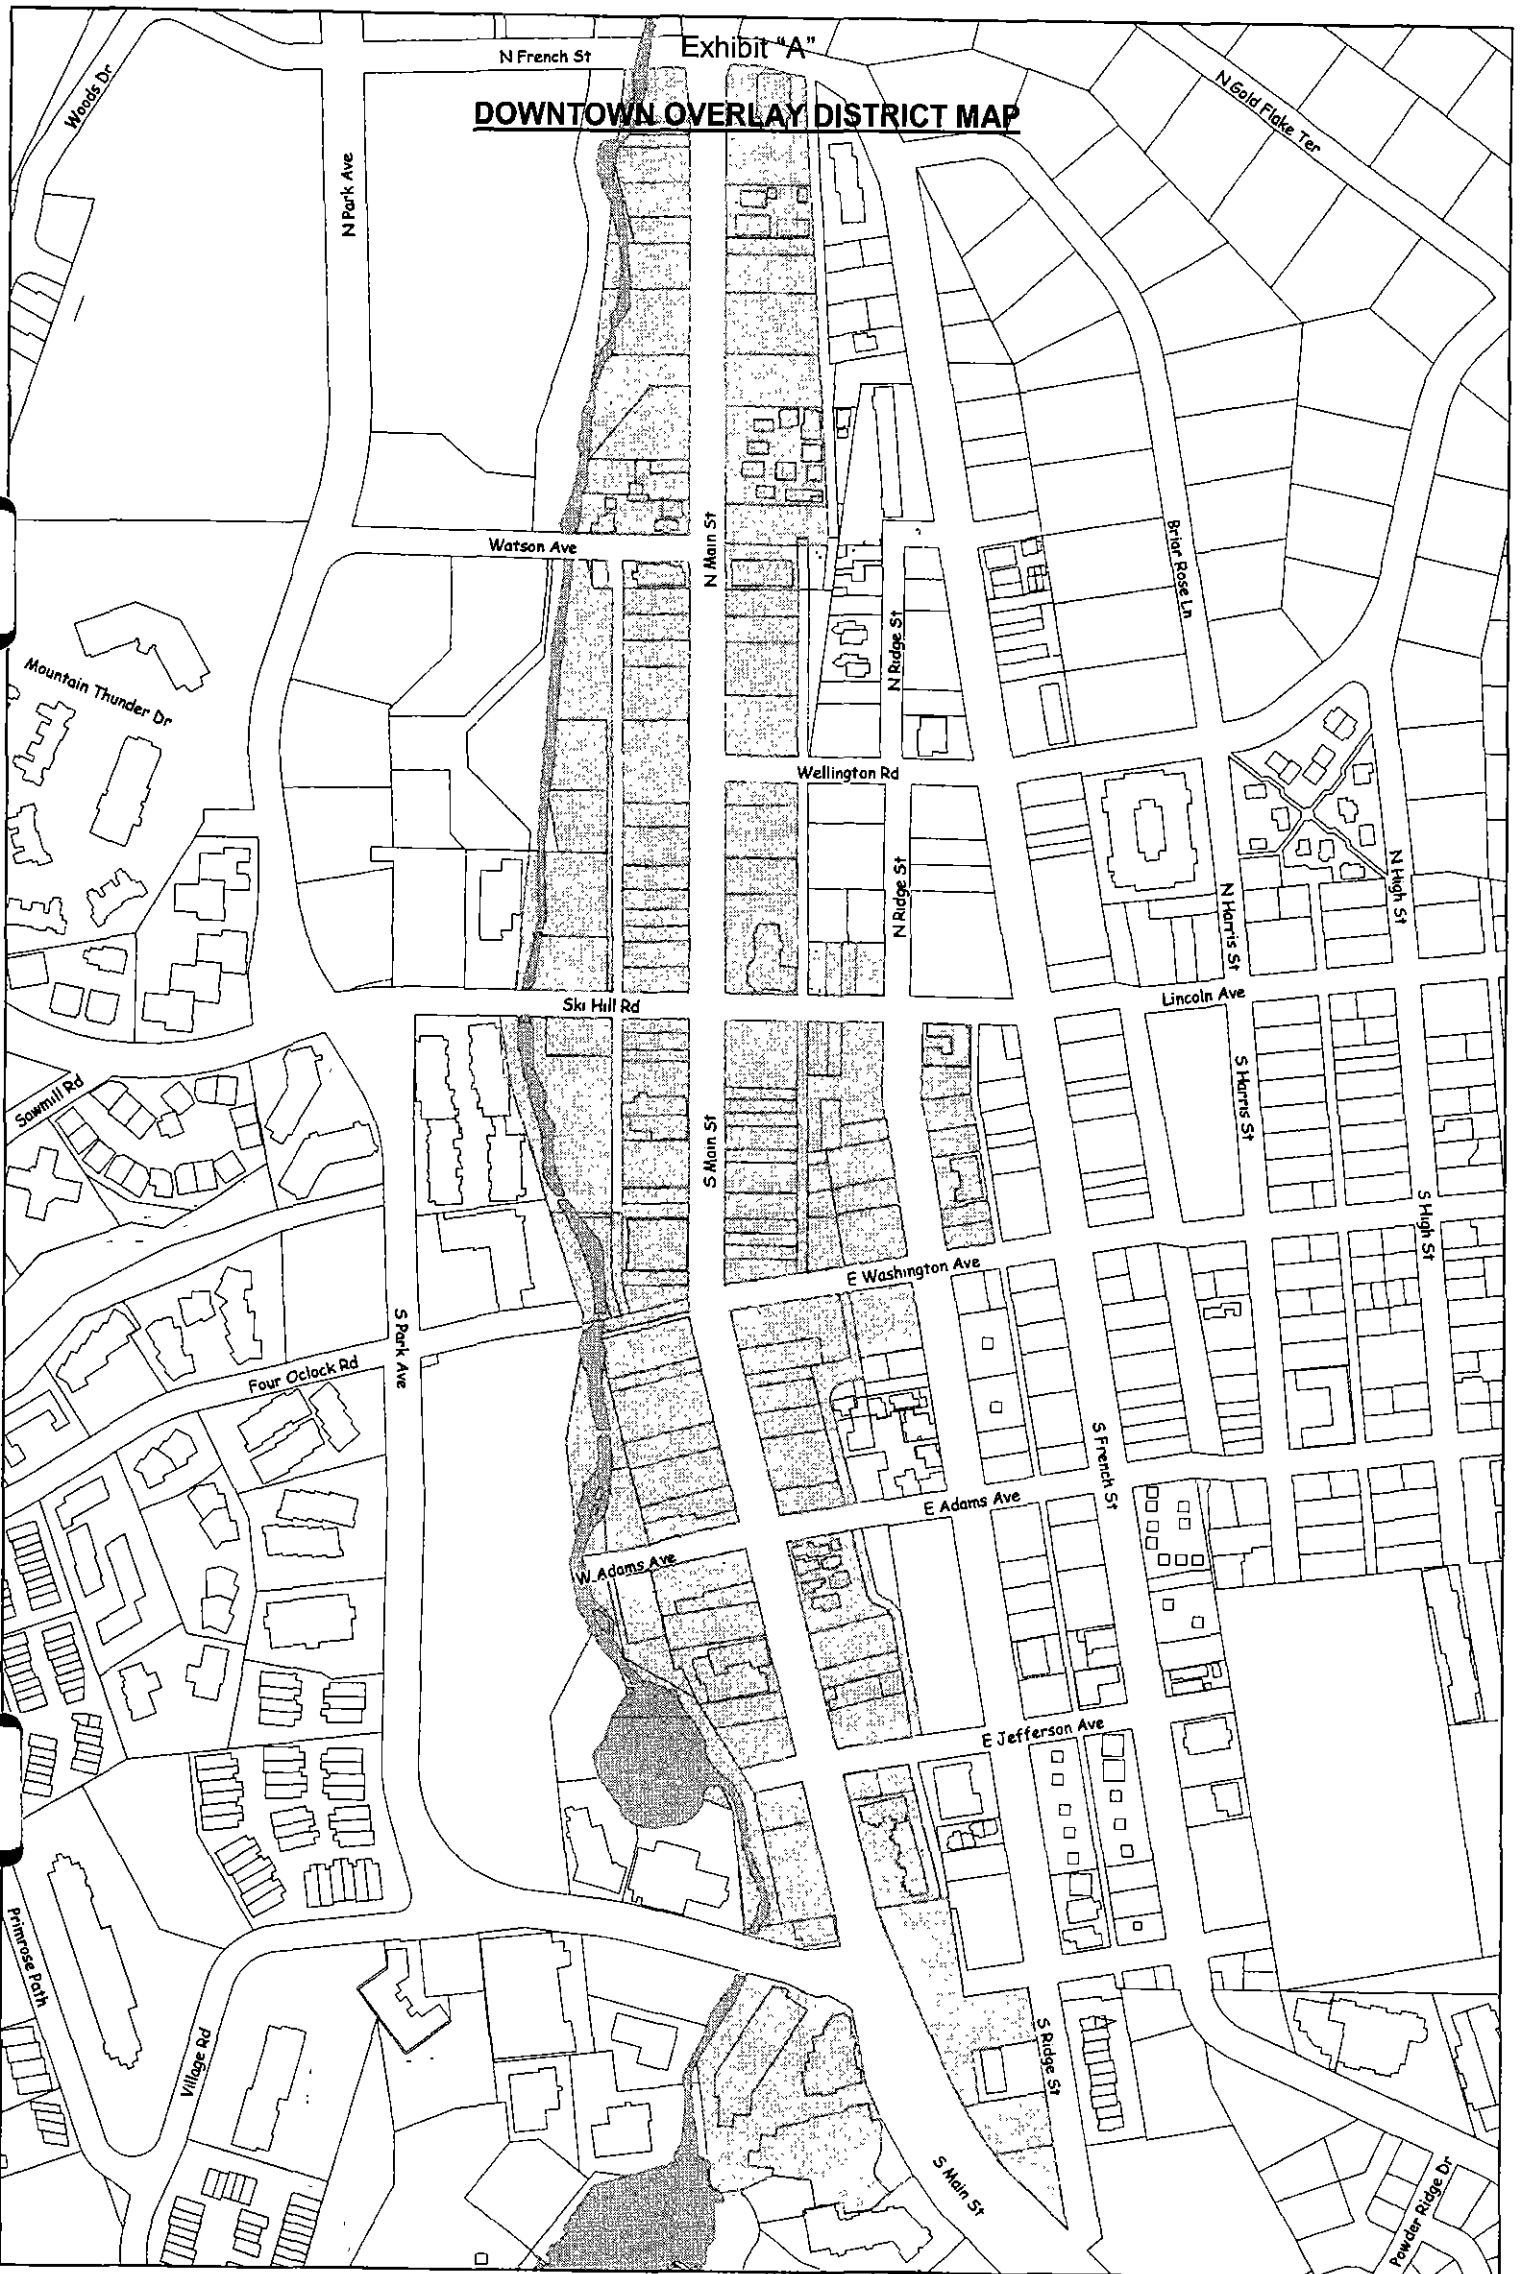 Exhibit "A"
DOWNTOWN OVERLAY DISTRICT MAP
N French St
Woods Dr
N Gold Flake Ter
N Park Ave
N Main St
Watson Ave
Briar Rose Ln
N Ridge St
Mountain Thunder Dr
Wellington Rd
N Ridge St
N High St
N Harris St
Ski Hill Rd
Lincoln Ave
Sawmill Rd
S Main St
S Harris St
S High St
E Washington Ave
S Park Ave
Four Oclock Rd
S French St
E Adams Ave
W Adams Ave
E Jefferson Ave
Primrose Path
Village Rd
S Ridge St
S Main St
Powder Ridge Dr